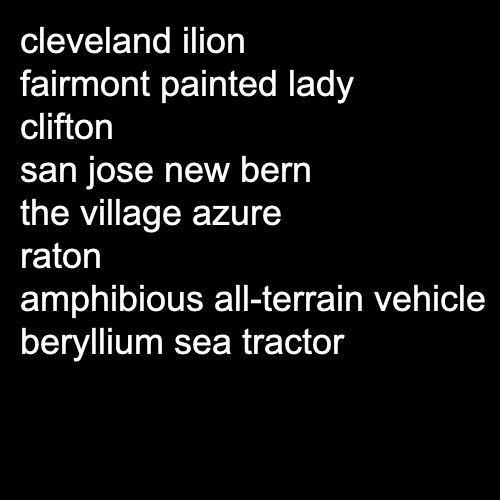 cleveland ilion
fairmont painted lady
clifton
san jose new bern
the village azure
raton
amphibious all-terrain vehicle
beryllium sea tractor